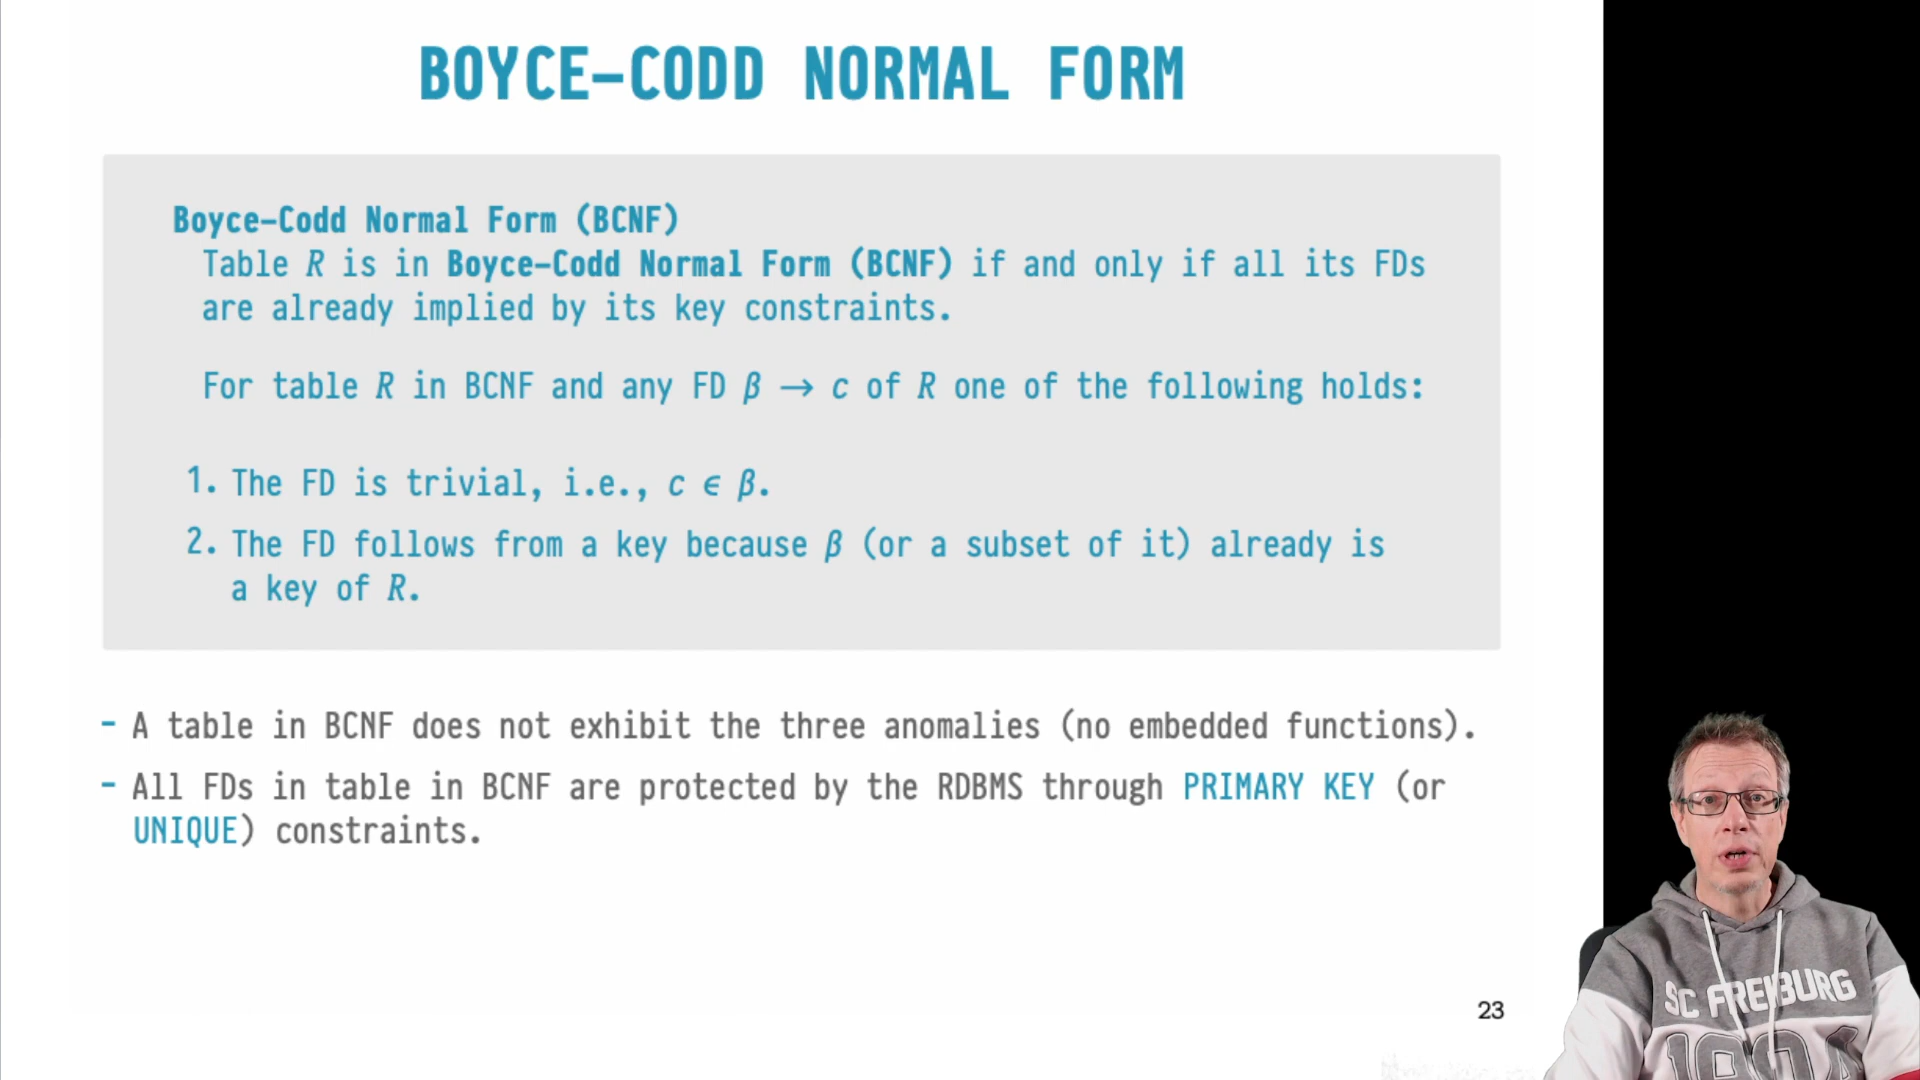 BOYCE–CODD NORMAL FORM
Boyce–Codd Normal Form (BCNF)
Table R is in Boyce–Codd Normal Form (BCNF) if and only if all its FDs
are already implied by its key constraints.
For table R in BCNF and any FD β → c of R one of the following holds:
1. The FD is trivial, i.e., c ∈ β.
2. The FD follows from a key because β (or a subset of it) already is
a key of R.
– A table in BCNF does not exhibit the three anomalies (no embedded functions).
– All FDs in table in BCNF are protected by the RDBMS through PRIMARY KEY (or
UNIQUE) constraints.
23
SC FREIBURG